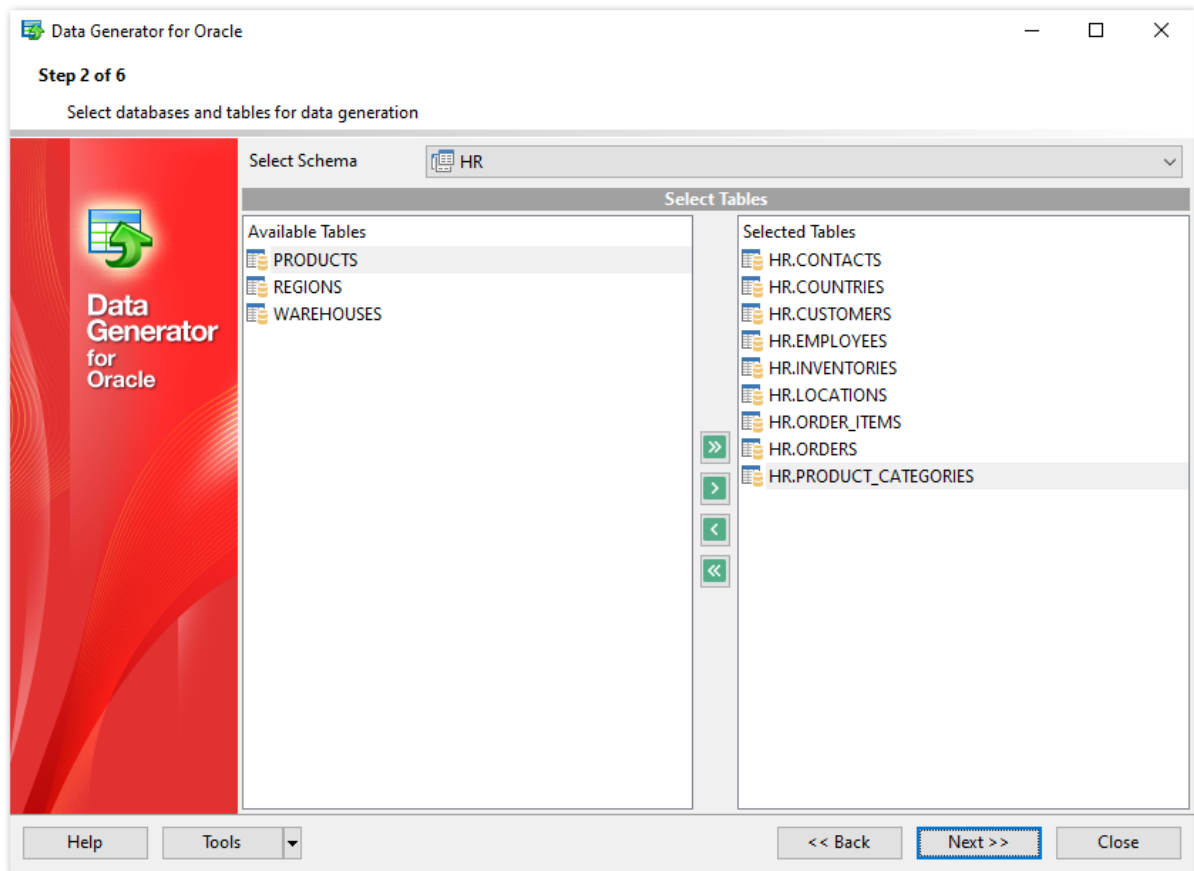 Data Generator for Oracle
Step 2 of 6
Select databases and tables for data generation
Select Schema
HR
Select Tables
Data
Generator
for
Oracle
Available Tables
PRODUCTS
REGIONS
WAREHOUSES
Selected Tables
HR.CONTACTS
HR.COUNTRIES
HR.CUSTOMERS
HR.EMPLOYEES
HR.INVENTORIES
HR.LOCATIONS
HR.ORDER_ITEMS
HR.ORDERS
HR.PRODUCT_CATEGORIES
Help
Tools
<< Back
Next >>
Close